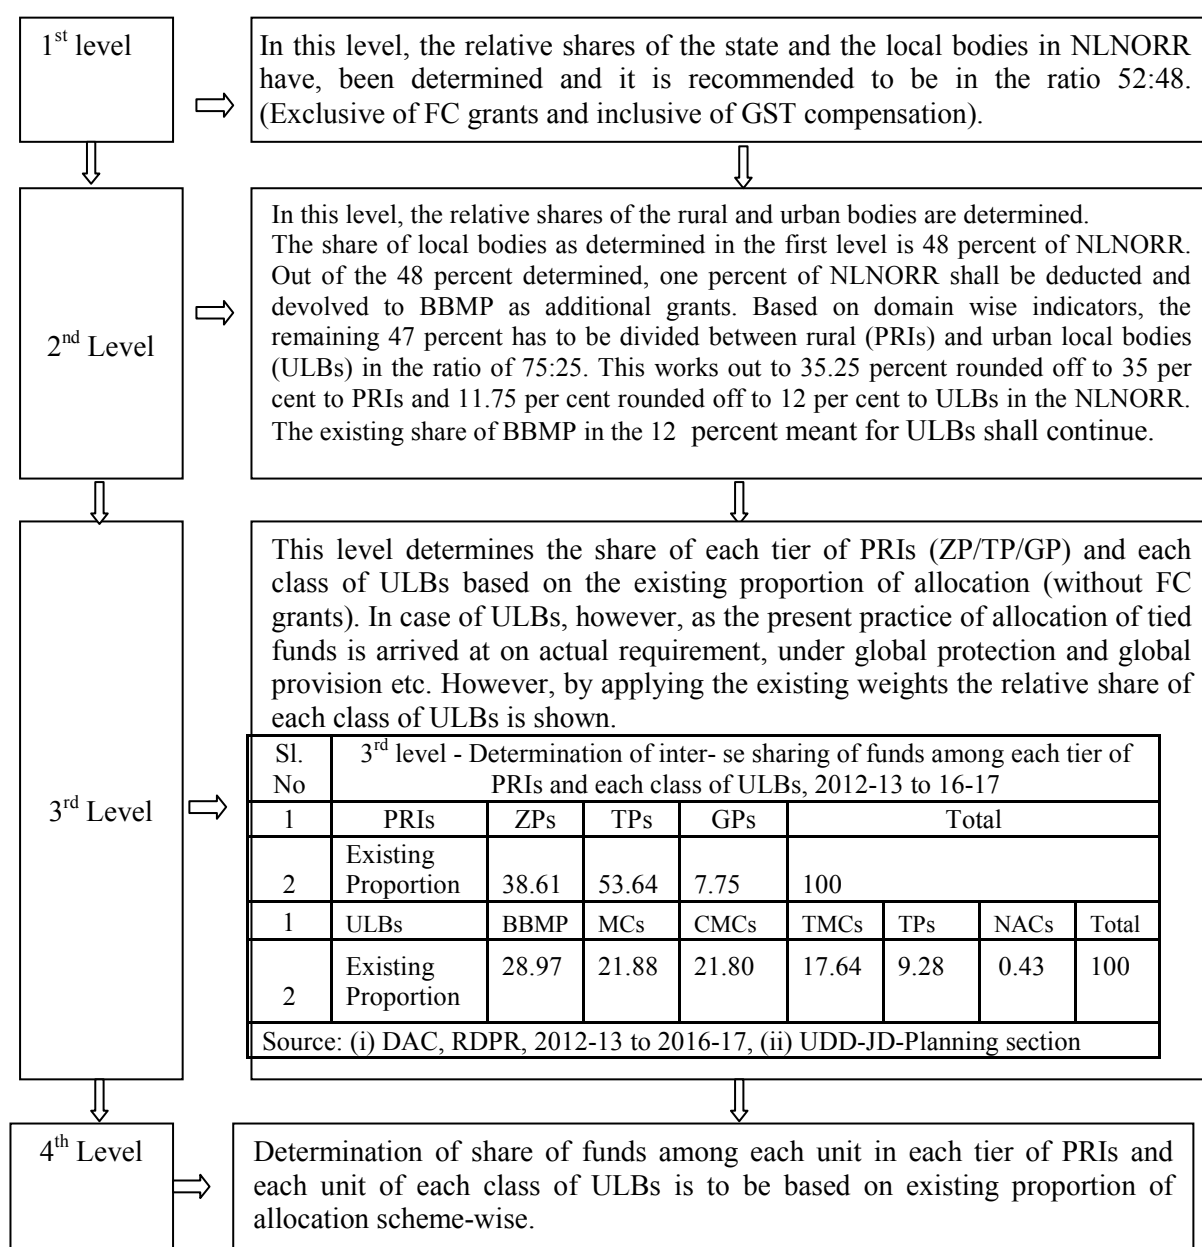 1st level
In this level, the relative shares of the state and the local bodies in NLNORR
have, been determined and it is recommended to be in the ratio 52:48.
(Exclusive of FC grants and inclusive of GST compensation).
2nd Level
In this level, the relative shares of the rural and urban bodies are determined.
The share of local bodies as determined in the first level is 48 percent of NLNORR.
Out of the 48 percent determined, one percent of NLNORR shall be deducted and
devolved to BBMP as additional grants. Based on domain wise indicators, the
remaining 47 percent has to be divided between rural (PRIs) and urban local bodies
(ULBs) in the ratio of 75:25. This works out to 35.25 percent rounded off to 35 per
cent to PRIs and 11.75 per cent rounded off to 12 per cent to ULBs in the NLNORR.
The existing share of BBMP in the 12 percent meant for ULBs shall continue.
3rd Level
This level determines the share of each tier of PRIs (ZP/TP/GP) and each
class of ULBs based on the existing proportion of allocation (without FC
grants). In case of ULBs, however, as the present practice of allocation of tied
funds is arrived at on actual requirement, under global protection and global
provision etc. However, by applying the existing weights the relative share of
each class of ULBs is shown.
Sl. 3rd level - Determination of inter- se sharing of funds among each tier of
No PRIs and each class of ULBs, 2012-13 to 16-17
1 PRIs ZPs TPs GPs Total
Existing
2 Proportion 38.61 53.64 7.75 100
1 ULBs BBMP MCs CMCs TMCs TPs NACs Total
Existing 28.97 21.88 21.80 17.64 9.28 0.43 100
2 Proportion
Source: (i) DAC, RDPR, 2012-13 to 2016-17, (ii) UDD-JD-Planning section
4th Level
Determination of share of funds among each unit in each tier of PRIs and
each unit of each class of ULBs is to be based on existing proportion of
allocation scheme-wise.